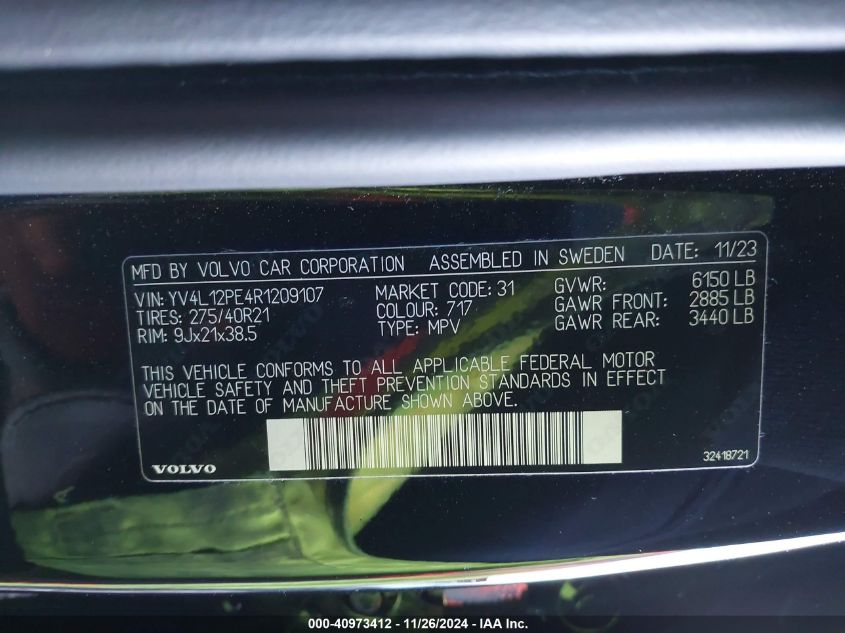 MFD BY VOLVO CAR CORPORATION ASSEMBLED IN SWEDEN DATE: 11/23
VIN: YV4L12PE4R1209107 MARKET CODE: 31 GVWR: 6150 LB
TIRES: 275/40R21 COLOUR: 717 GAWR FRONT: 2885 LB
RIM: 9Jx21x38.5 TYPE: MPV GAWR REAR: 3440 LB
THIS VEHICLE CONFORMS TO ALL APPLICABLE FEDERAL MOTOR
VEHICLE SAFETY AND THEFT PREVENTION STANDARDS IN EFFECT
ON THE DATE OF MANUFACTURE SHOWN ABOVE.
VOLVO 32418721
000-40973412 - 11/26/2024 - IAA Inc.